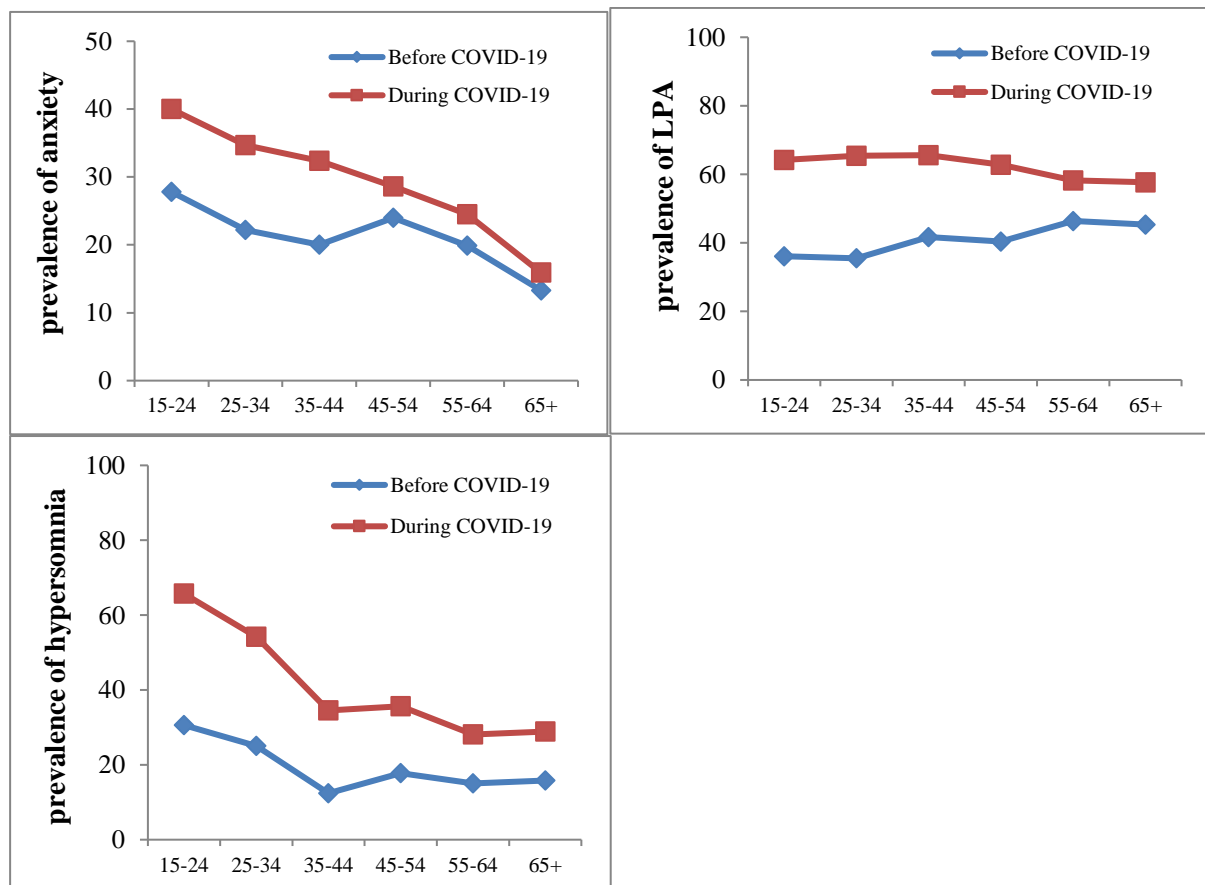 prevalence of anxiety
50
40
30
20
10
0
Before COVID-19
During COVID-19
15-24 25-34 35-44 45-54 55-64 65+
prevalence of LPA
100
80
60
40
20
0
Before COVID-19
During COVID-19
15-24 25-34 35-44 45-54 55-64 65+
prevalence of hypersomnia
100
80
60
40
20
0
Before COVID-19
During COVID-19
15-24 25-34 35-44 45-54 55-64 65+